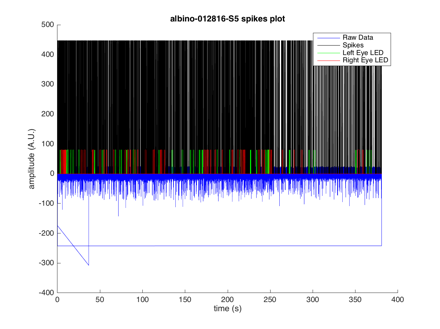 albino-012816-S5 spikes plot
500
400
300
200
100
0
-100
-200
-300
-400
amplitude (A.U.)
Raw Data
Spikes
Left Eye LED
Right Eye LED
0 50 100 150 200 250 300 350 400
time (s)